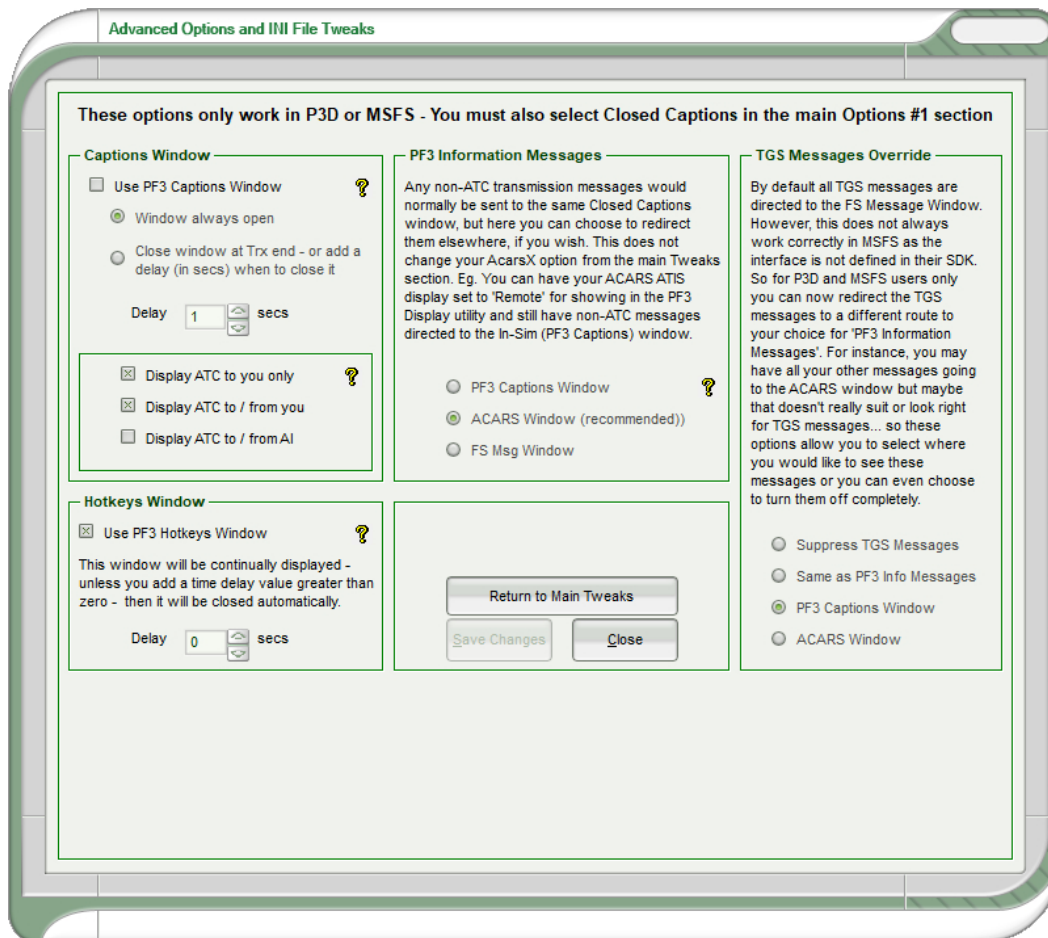 Advanced Options and INI File Tweaks
These options only work in P3D or MSFS - You must also select Closed Captions in the main Options #1 section
Captions Window
Use PF3 Captions Window
?
Window always open
Close window at Trx end - or add a
delay (in secs) when to close it
Delay 1 secs
Display ATC to you only
?
Display ATC to / from you
Display ATC to / from AI
Hotkeys Window
Use PF3 Hotkeys Window
?
This window will be continually displayed -
unless you add a time delay value greater than
zero - then it will be closed automatically.
Delay 0 secs
PF3 Information Messages
Any non-ATC transmission messages would
normally be sent to the same Closed Captions
window, but here you can choose to redirect
them elsewhere, if you wish. This does not
change your AcarsX option from the main Tweaks
section. Eg. You can have your ACARS ATIS
display set to 'Remote' for showing in the PF3
Display utility and still have non-ATC messages
directed to the In-Sim (PF3 Captions) window.
PF3 Captions Window
?
ACARS Window (recommended))
FS Msg Window
Return to Main Tweaks
Save Changes
Close
TGS Messages Override
By default all TGS messages are
directed to the FS Message Window.
However, this does not always
work correctly in MSFS as the
interface is not defined in their SDK.
So for P3D and MSFS users only
you can now redirect the TGS
messages to a different route to
your choice for 'PF3 Information
Messages'. For instance, you may
have all your other messages going
to the ACARS window but maybe
that doesn't really suit or look right
for TGS messages... so these
options allow you to select where
you would like to see these
messages or you can even choose
to turn them off completely.
Suppress TGS Messages
Same as PF3 Info Messages
PF3 Captions Window
ACARS Window